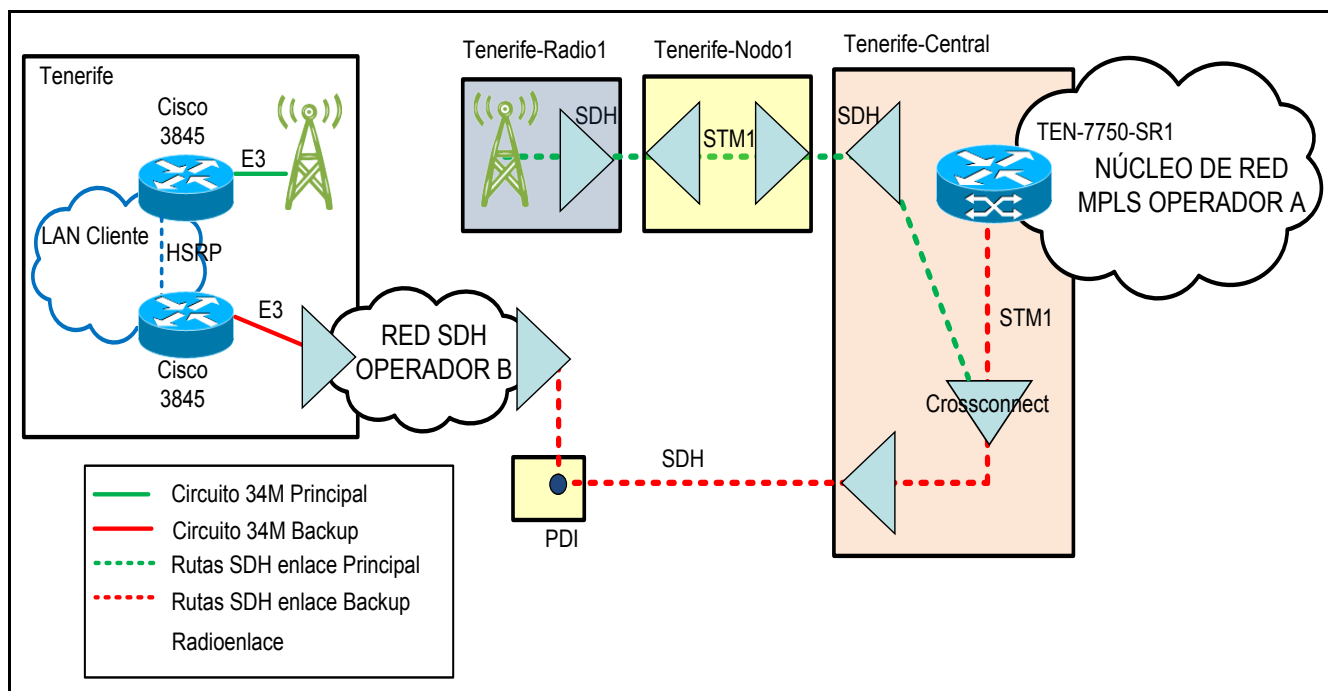 Tenerife
Cisco
3845
E3
LAN Cliente
HSRP
E3
Cisco
3845
RED SDH
OPERADOR B
Tenerife-Radio1
SDH
Tenerife-Nodo1
STM1
Tenerife-Central
SDH
TEN-7750-SR1
NÚCLEO DE RED
MPLS OPERADOR A
STM1
Crossconnect
SDH
PDI
Circuito 34M Principal
Circuito 34M Backup
Rutas SDH enlace Principal
Rutas SDH enlace Backup
Radioenlace